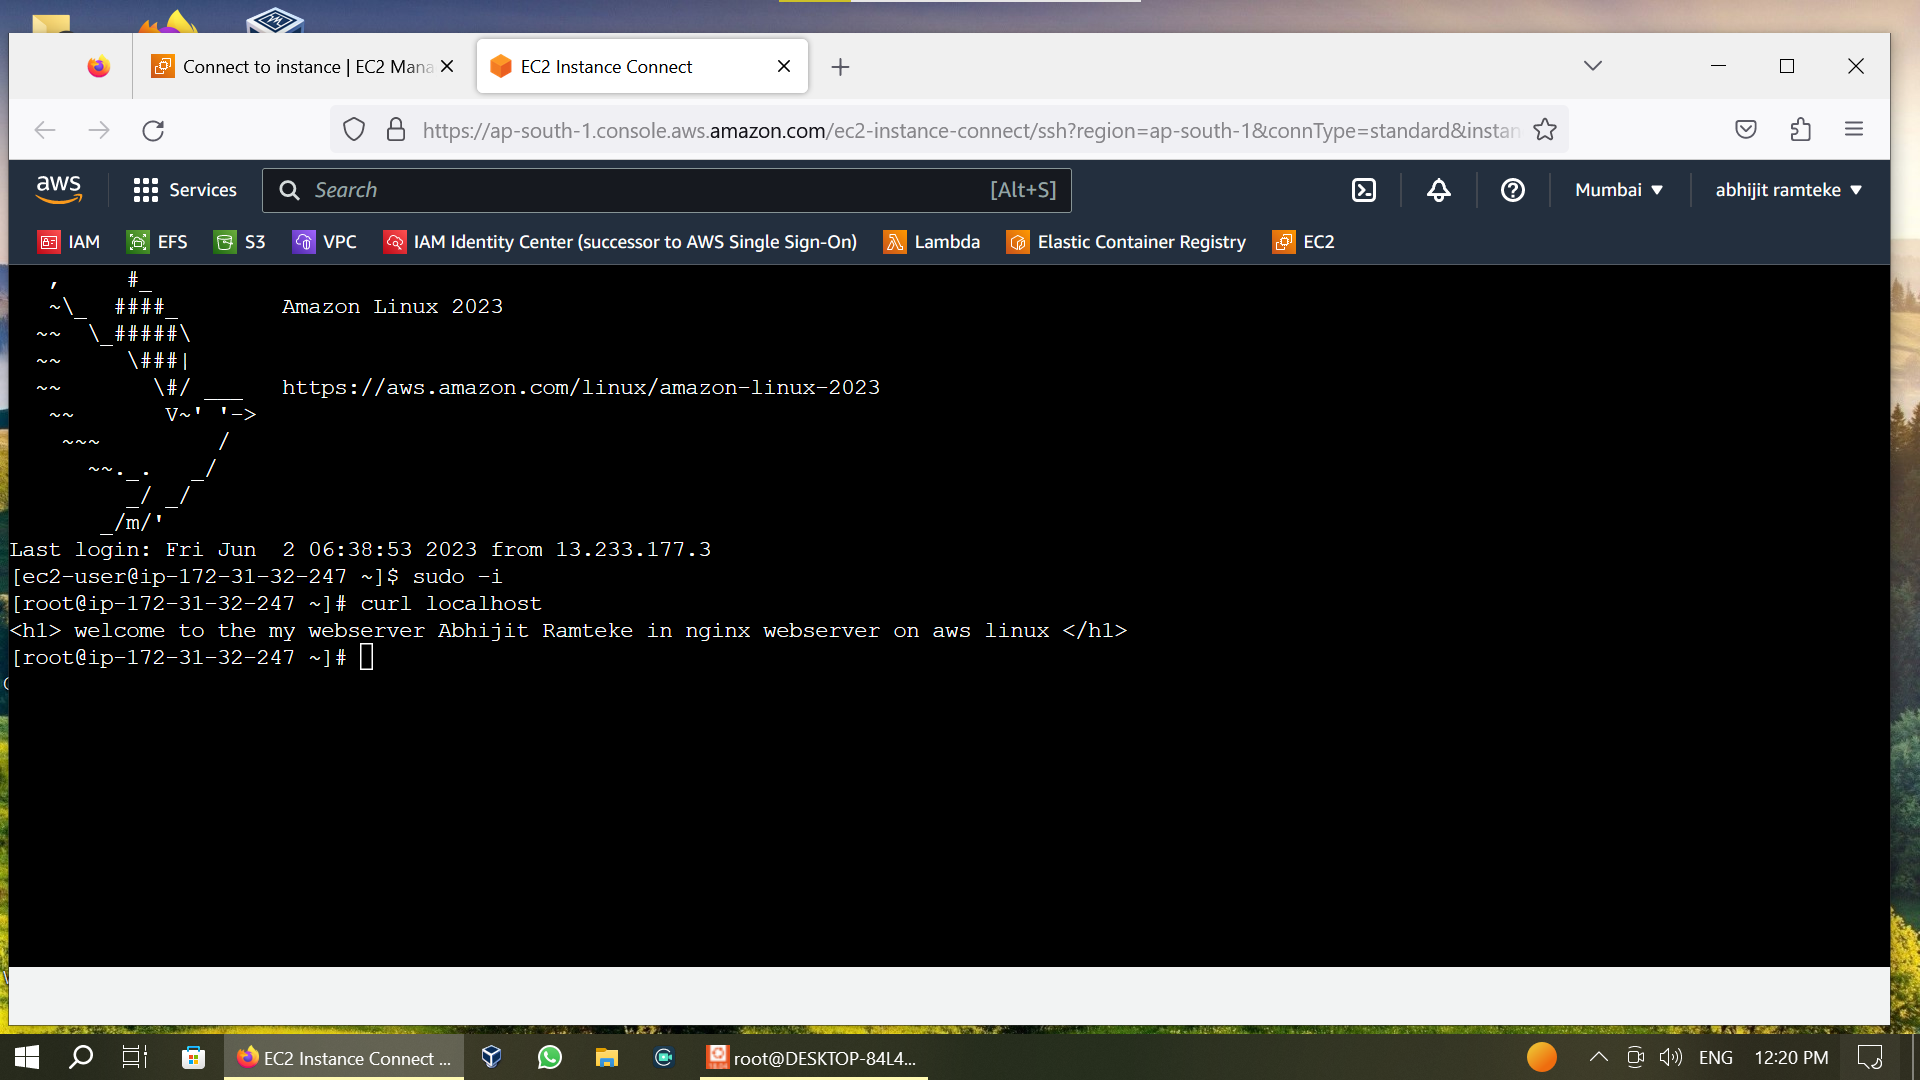 Connect to instance | EC2 Mana
EC2 Instance Connect
https://ap-south-1.console.aws.amazon.com/ec2-instance-connect/ssh?region=ap-south-1&connType=standard&instan
aws Services Search [Alt+S] Mumbai abhijit ramteke
IAM EFS S3 VPC IAM Identity Center (successor to AWS Single Sign-On) Lambda Elastic Container Registry EC2
   ,     #_
   ~\_  ####_        Amazon Linux 2023
  ~~  \_#####\
  ~~     \###|
  ~~       \#/ ___   https://aws.amazon.com/linux/amazon-linux-2023
   ~~       V~' '->
    ~~~         /
      ~~._.   _/
         _/ _/
       _/m/'
Last login: Fri Jun  2 06:38:53 2023 from 13.233.177.3
[ec2-user@ip-172-31-32-247 ~]$ sudo -i
[root@ip-172-31-32-247 ~]# curl localhost
<h1> welcome to the my webserver Abhijit Ramteke in nginx webserver on aws linux </h1>
[root@ip-172-31-32-247 ~]#
EC2 Instance Connect ... root@DESKTOP-84L4... ENG 12:20 PM